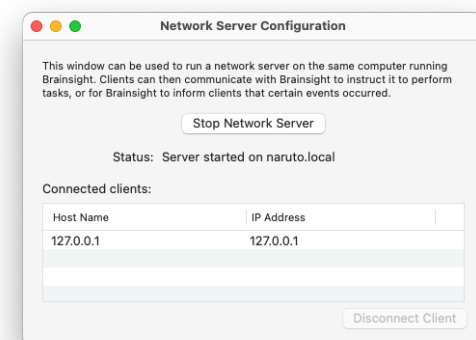 Network Server Configuration
This window can be used to run a network server on the same computer running
Brainsight. Clients can then communicate with Brainsight to instruct it to perform
tasks, or for Brainsight to inform clients that certain events occurred.
Stop Network Server
Status: Server started on naruto.local
Connected clients:
Host Name IP Address
127.0.0.1 127.0.0.1
Disconnect Client